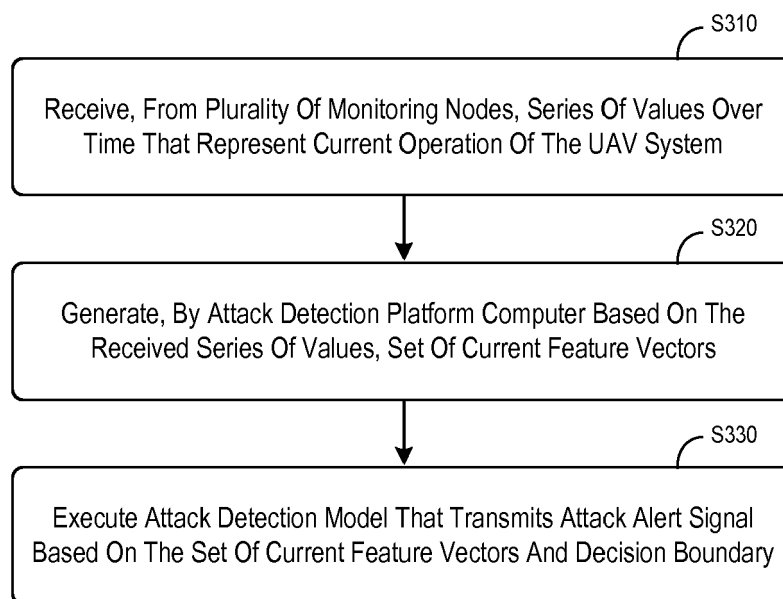 S310
Receive, From Plurality Of Monitoring Nodes, Series Of Values Over
Time That Represent Current Operation Of The UAV System
S320
Generate, By Attack Detection Platform Computer Based On The
Received Series Of Values, Set Of Current Feature Vectors
S330
Execute Attack Detection Model That Transmits Attack Alert Signal
Based On The Set Of Current Feature Vectors And Decision Boundary